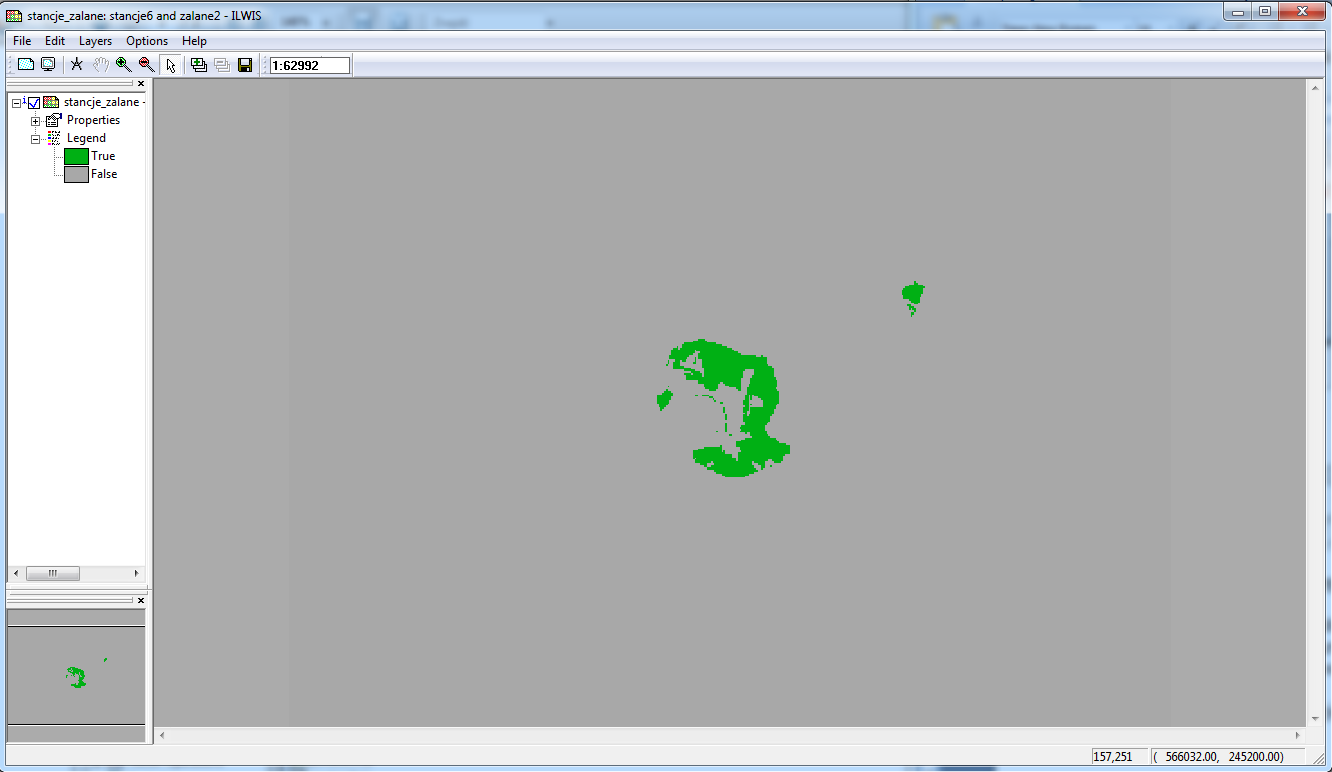 stancje_zalane: stancje6 and zalane2 - ILWIS
File Edit Layers Options Help
1:62992
stancje_zalane -
Properties
Legend
True
False
157,251 ( 566032.00, 245200.00)